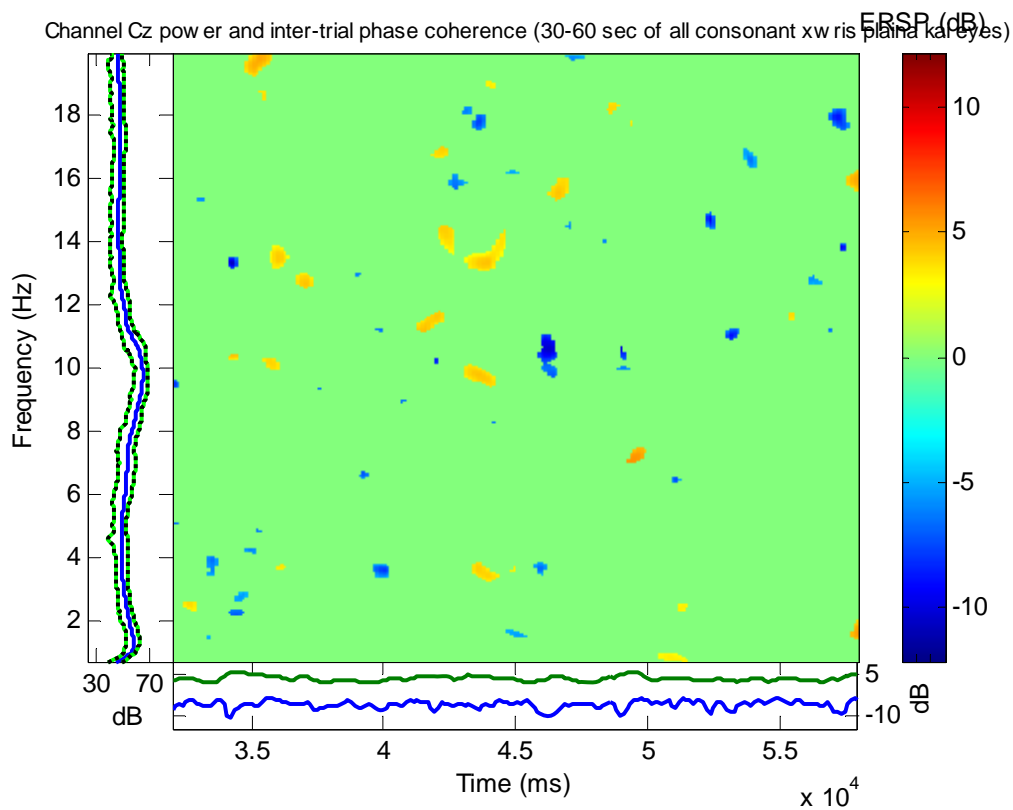 ERSP (dB)
Channel Cz pow er and inter-trial phase coherence (30-60 sec of all consonant xw ris plaina kai eyes)
18
16
14
12
10
8
6
4
2
Frequency (Hz)
30 70
dB
10
5
0
-5
-10
5
-10
dB
3.5 4 4.5 5 5.5
Time (ms)
x 10^4